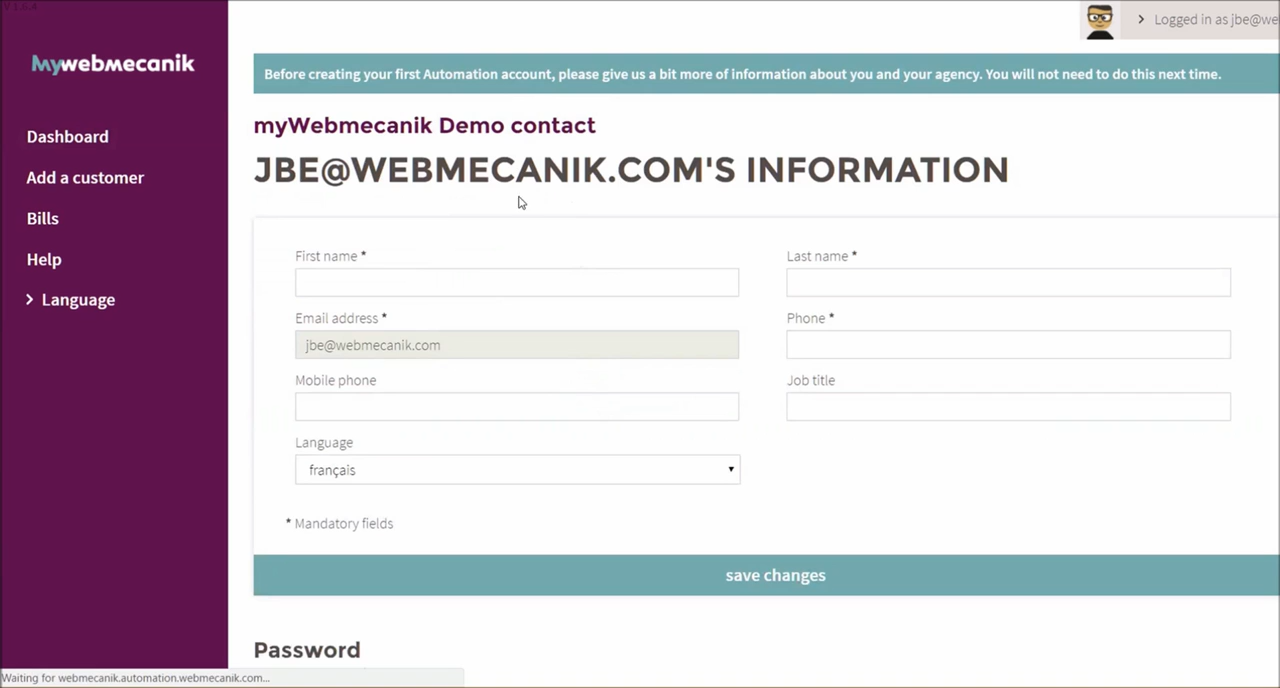 V 1.6.4
Mywebmecanik
Logged in as jbe@we
Before creating your first Automation account, please give us a bit more of information about you and your agency. You will not need to do this next time.
Dashboard
Add a customer
Bills
Help
Language
myWebmecanik Demo contact
JBE@WEBMECANIK.COM'S INFORMATION
First name *
Last name *
Email address *
jbe@webmecanik.com
Phone *
Mobile phone
Job title
Language
français
* Mandatory fields
save changes
Password
Waiting for webmecanik.automation.webmecanik.com...